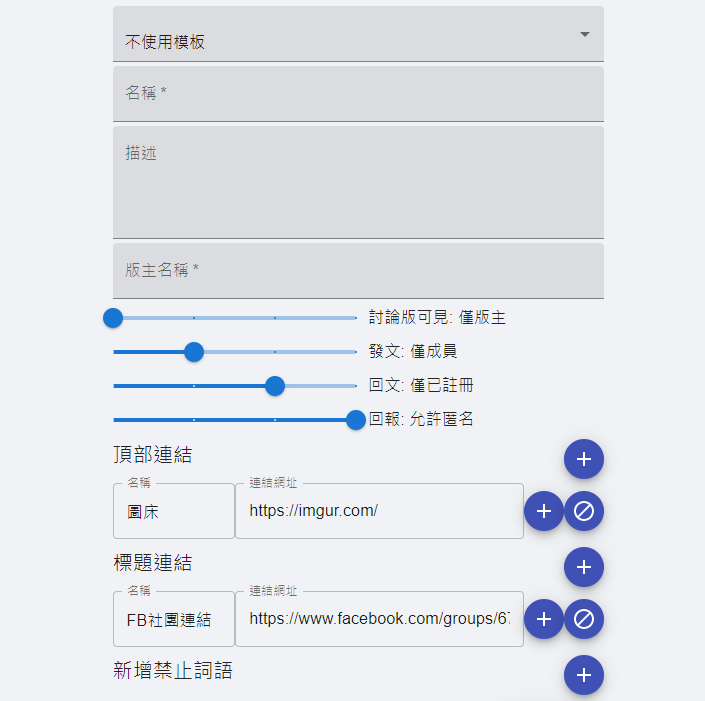 不使用模板
名稱 *
描述
版主名稱 *
討論版可見: 僅版主
發文: 僅成員
回文: 僅已註冊
回報: 允許匿名
頂部連結
名稱 連結網址
圖床 https://imgur.com/
標題連結
名稱 連結網址
FB社團連結 https://www.facebook.com/groups/67
新增禁止詞語